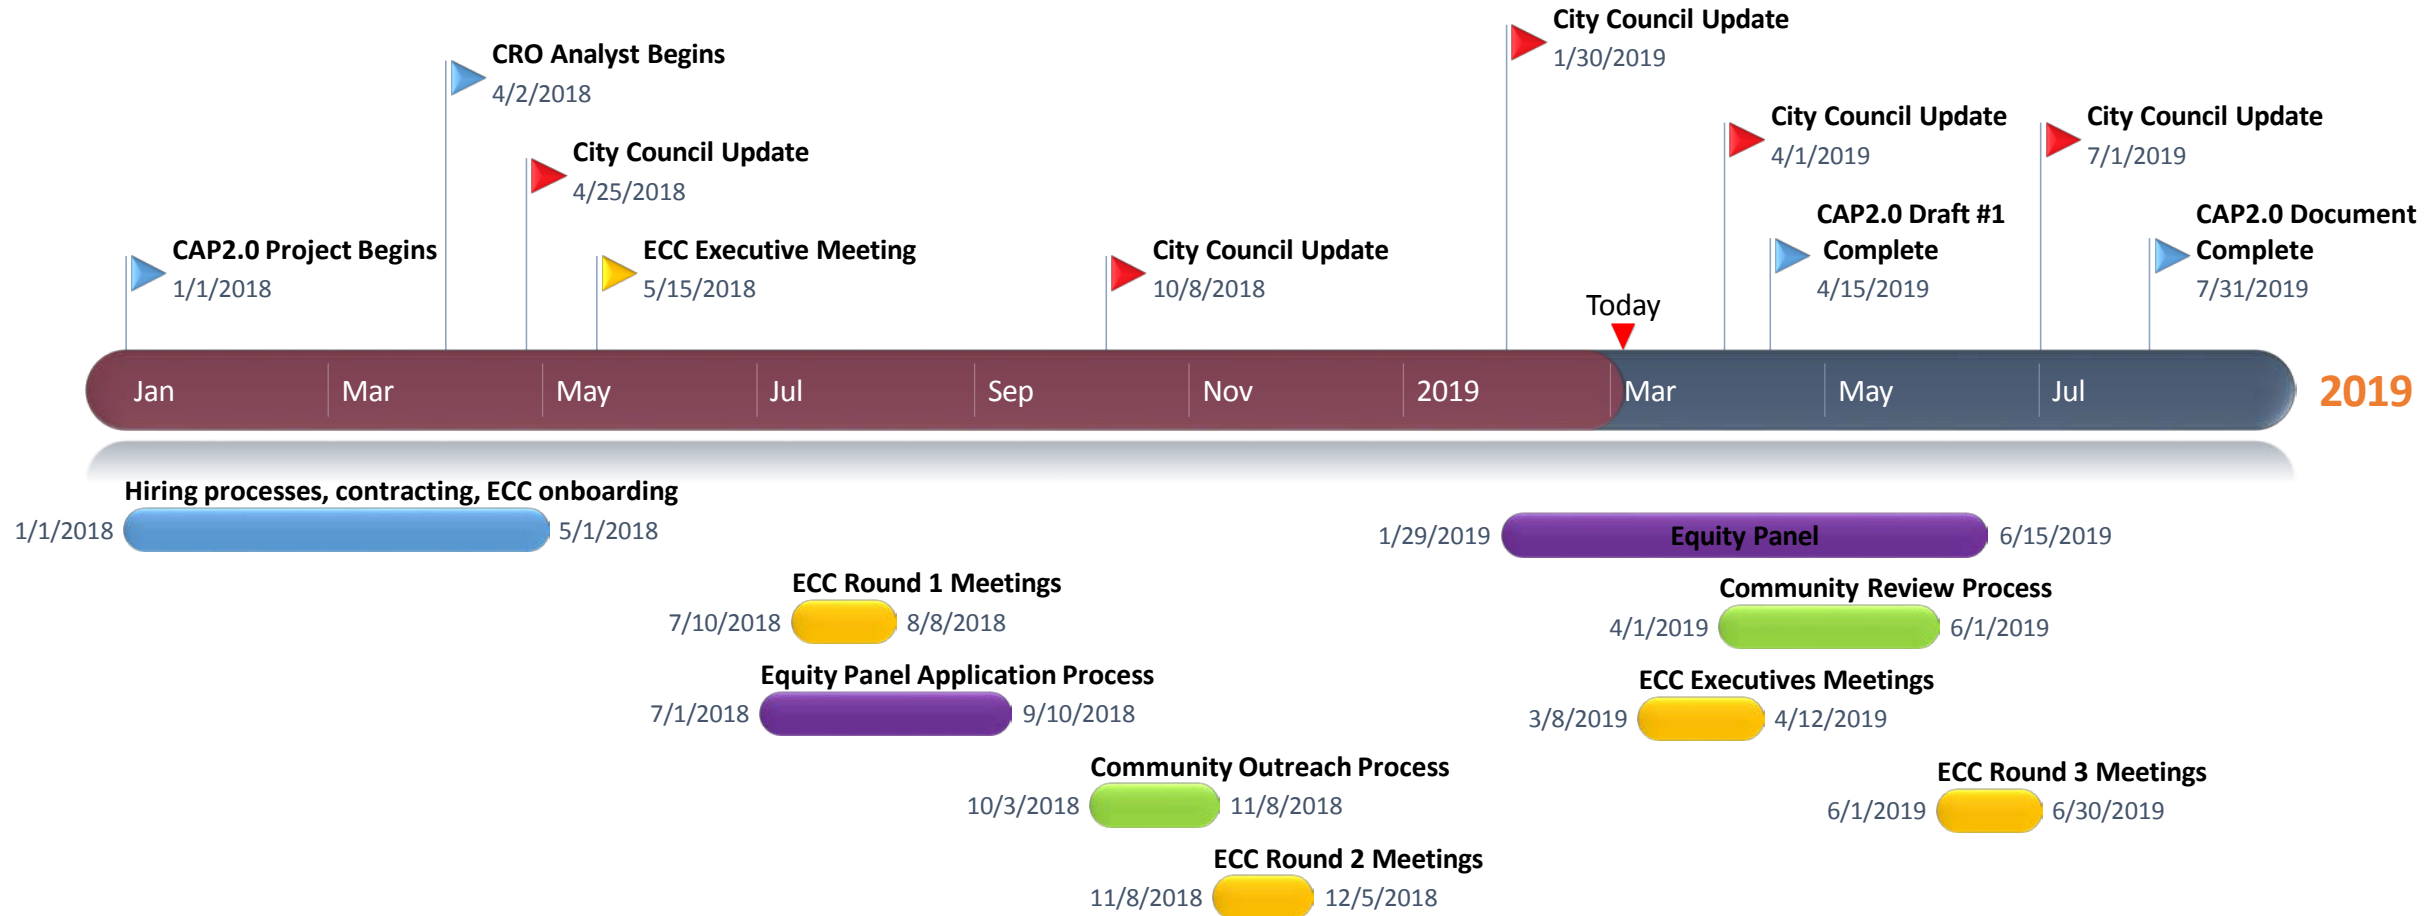 City Council Update
1/30/2019
CRO Analyst Begins
4/2/2018
City Council Update
4/1/2019
City Council Update
7/1/2019
City Council Update
4/25/2018
CAP2.0 Draft #1
Complete
4/15/2019
CAP2.0 Document
Complete
7/31/2019
CAP2.0 Project Begins
1/1/2018
ECC Executive Meeting
5/15/2018
City Council Update
10/8/2018
Today
Jan Mar May Jul Sep Nov 2019 Mar May Jul 2019
Hiring processes, contracting, ECC onboarding
1/1/2018 5/1/2018
1/29/2019 Equity Panel 6/15/2019
ECC Round 1 Meetings
7/10/2018 8/8/2018
Community Review Process
4/1/2019 6/1/2019
Equity Panel Application Process
7/1/2018 9/10/2018
ECC Executives Meetings
3/8/2019 4/12/2019
Community Outreach Process
10/3/2018 11/8/2018
ECC Round 3 Meetings
6/1/2019 6/30/2019
ECC Round 2 Meetings
11/8/2018 12/5/2018